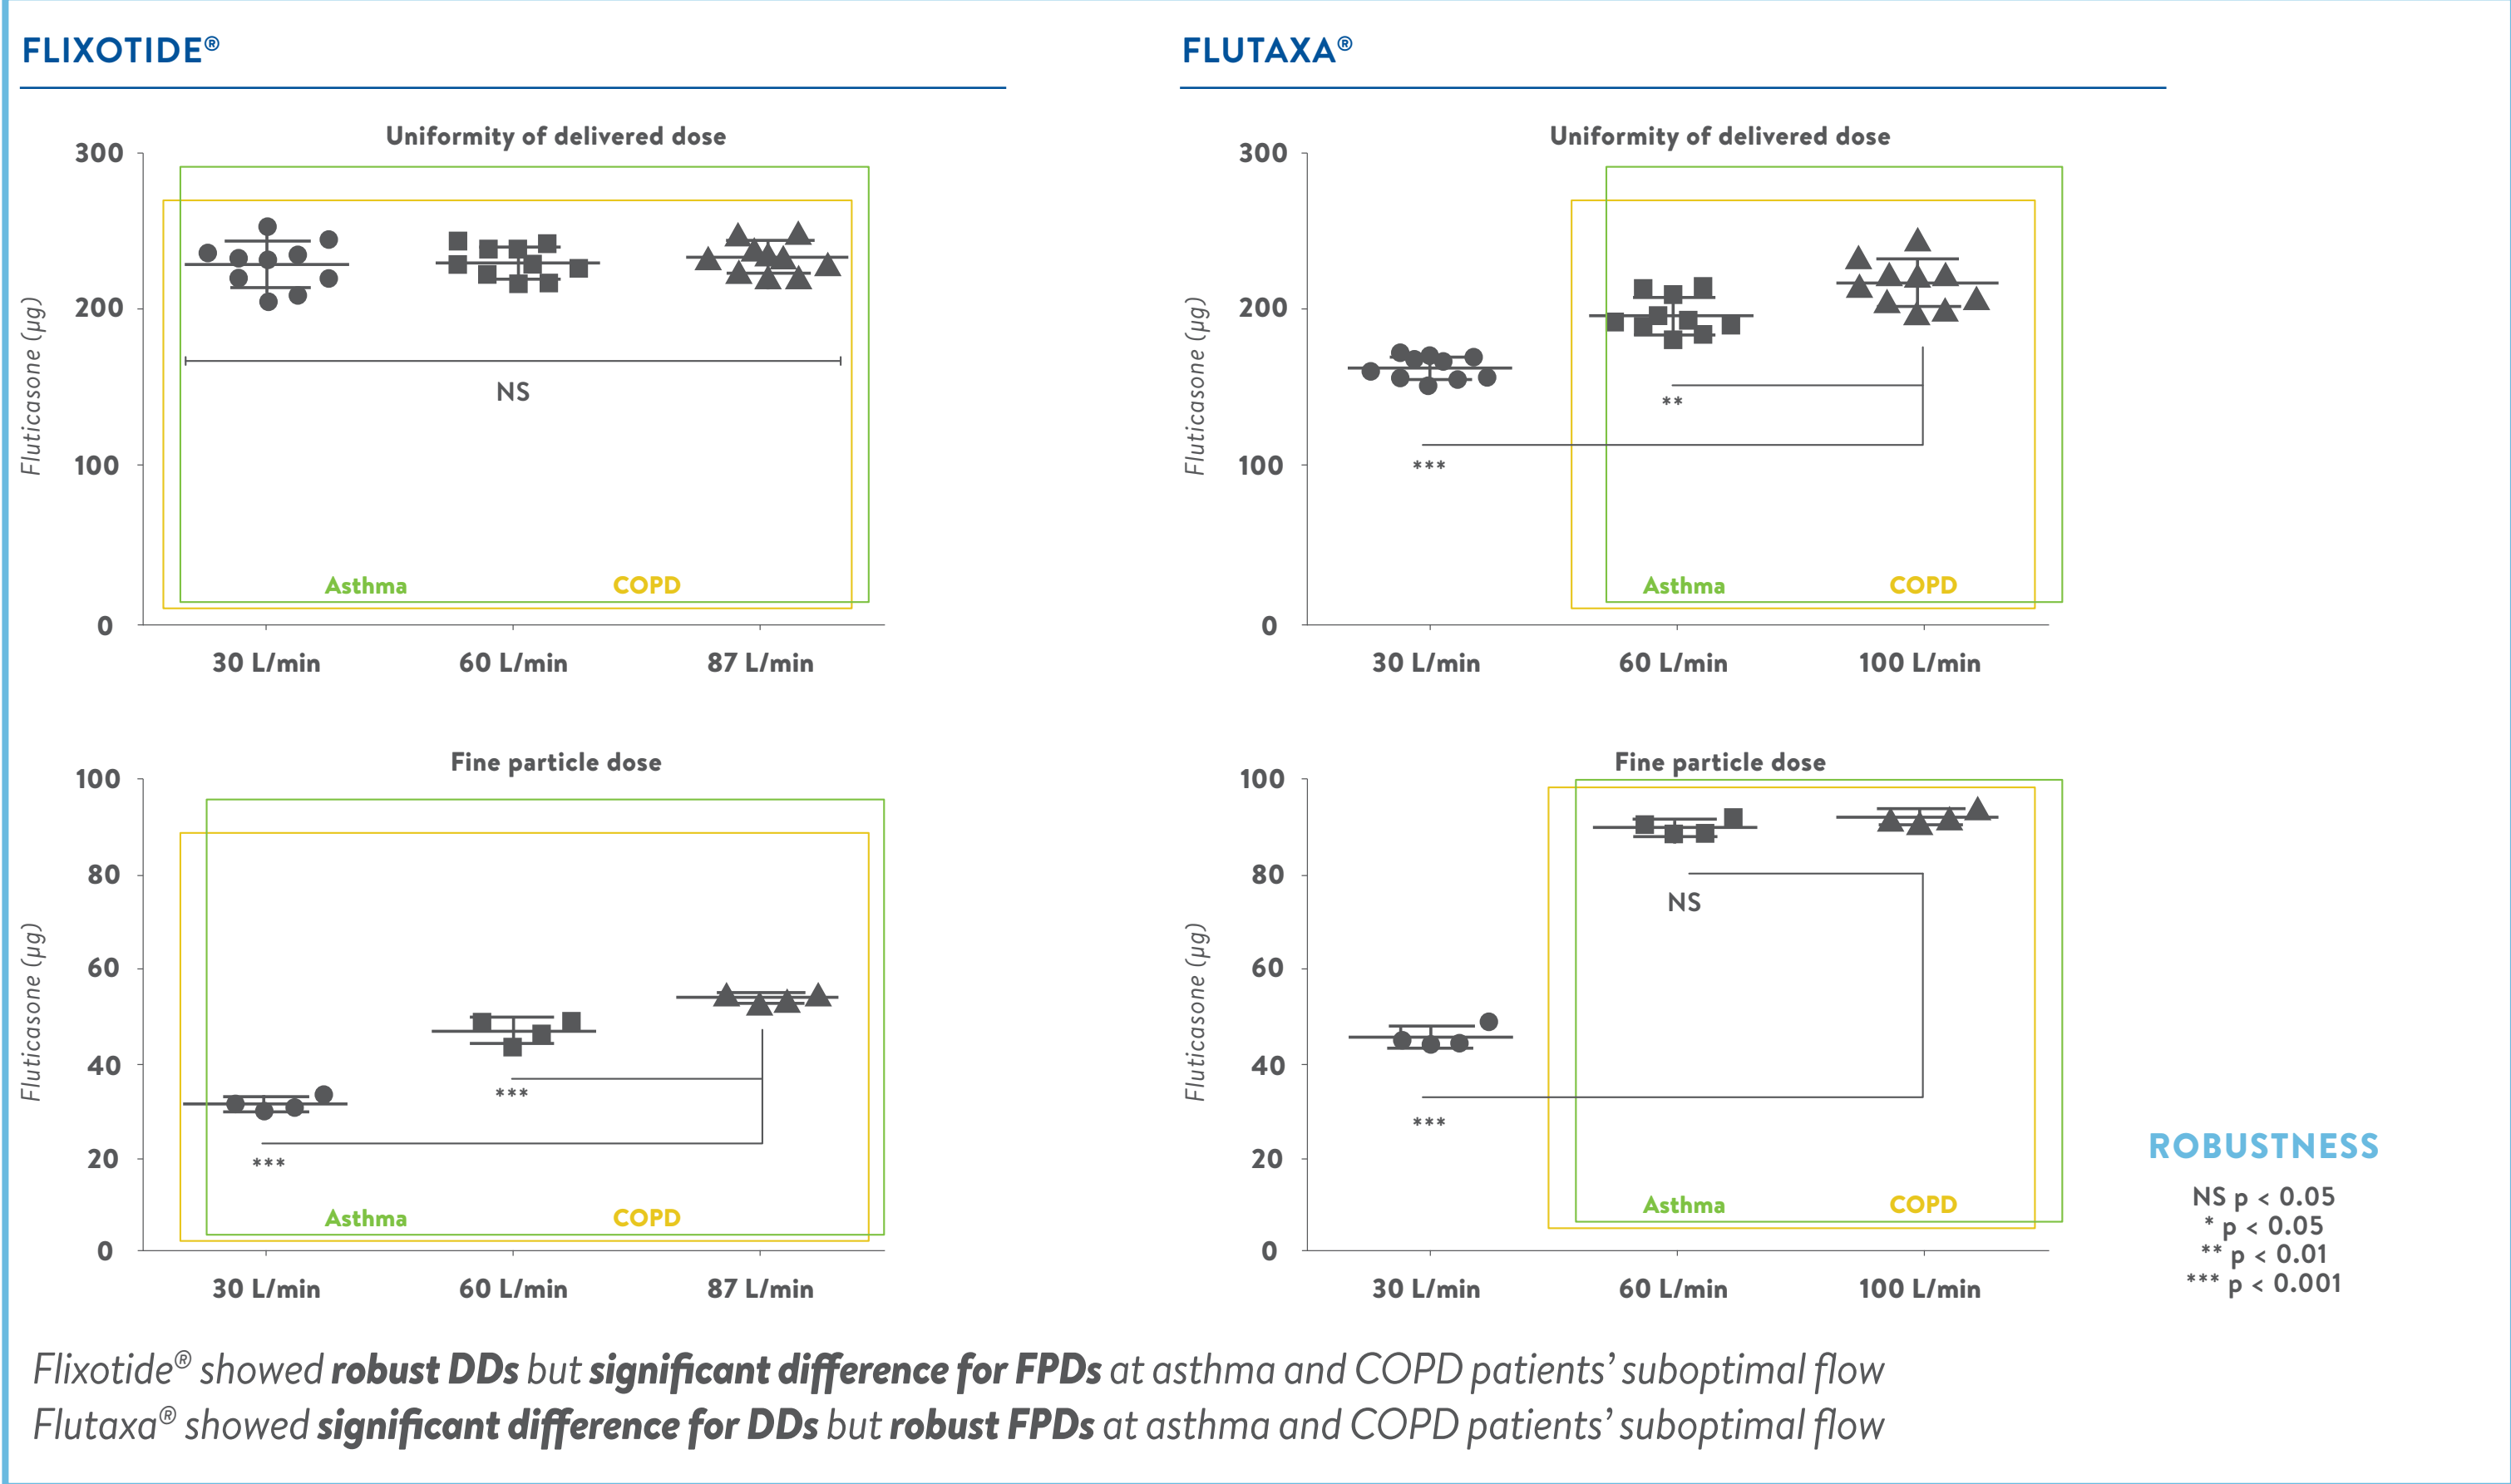 FLIXOTIDE®
Uniformity of delivered dose
Fluticasone (µg)
300
200
100
0
NS
Asthma
COPD
30 L/min
60 L/min
87 L/min
Fine particle dose
Fluticasone (µg)
100
80
60
40
20
0
***
***
Asthma
COPD
30 L/min
60 L/min
87 L/min
FLUTAXA®
Uniformity of delivered dose
Fluticasone (µg)
300
200
100
0
**
***
Asthma
COPD
30 L/min
60 L/min
100 L/min
Fine particle dose
Fluticasone (µg)
100
80
60
40
20
0
NS
***
Asthma
COPD
30 L/min
60 L/min
100 L/min
ROBUSTNESS
NS p < 0.05
* p < 0.05
** p < 0.01
*** p < 0.001
Flixotide® showed robust DDs but significant difference for FPDs at asthma and COPD patients’ suboptimal flow
Flutaxa® showed significant difference for DDs but robust FPDs at asthma and COPD patients’ suboptimal flow